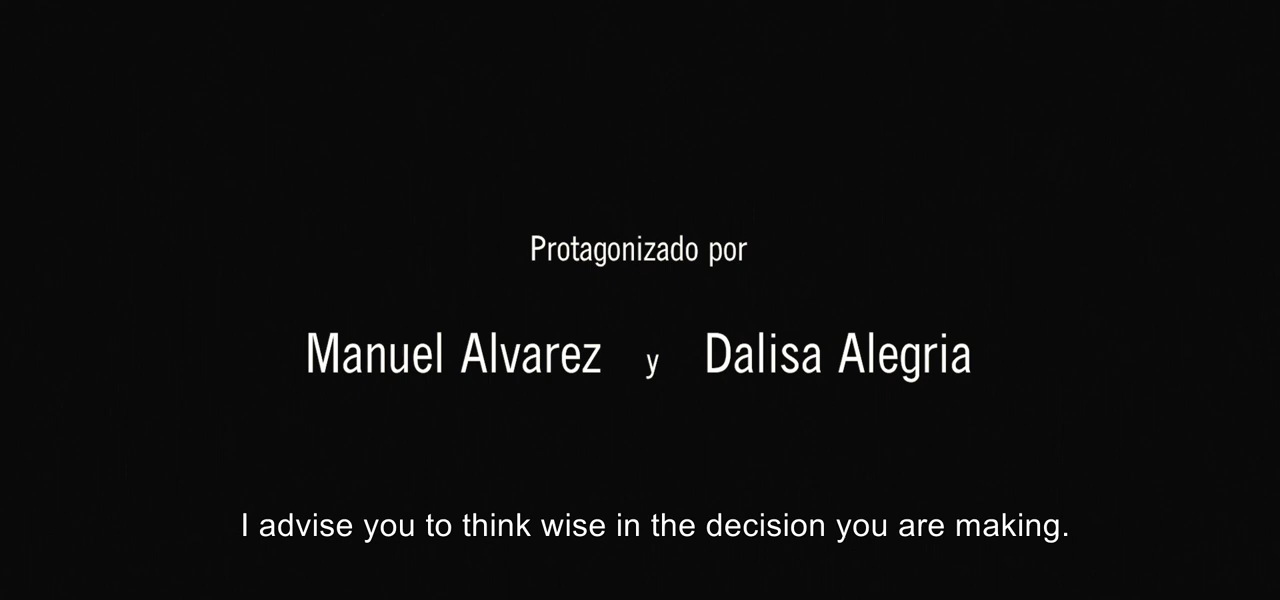 Protagonizado por
Manuel Alvarez y Dalisa Alegria
I advise you to think wise in the decision you are making.